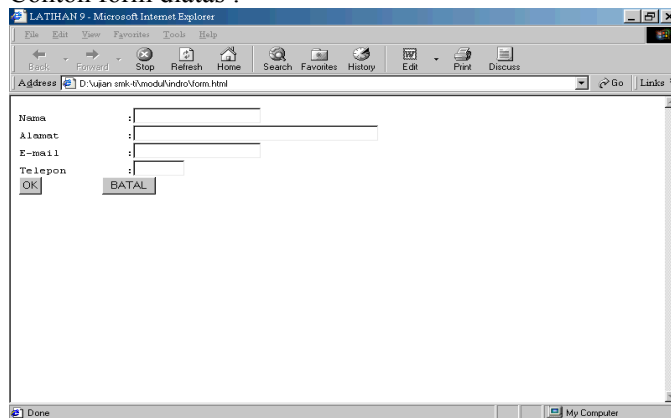 Contoh form diatas :
LATIHAN 9 - Microsoft Internet Explorer
File Edit View Favorites Tools Help
Back Forward Stop Refresh Home Search Favorites History Edit Print Discuss
Address D:\ujian smk-ti\modul\indro\form.html Go Links
Nama :
Alamat :
E-mail :
Telepon :
OK BATAL
Done My Computer